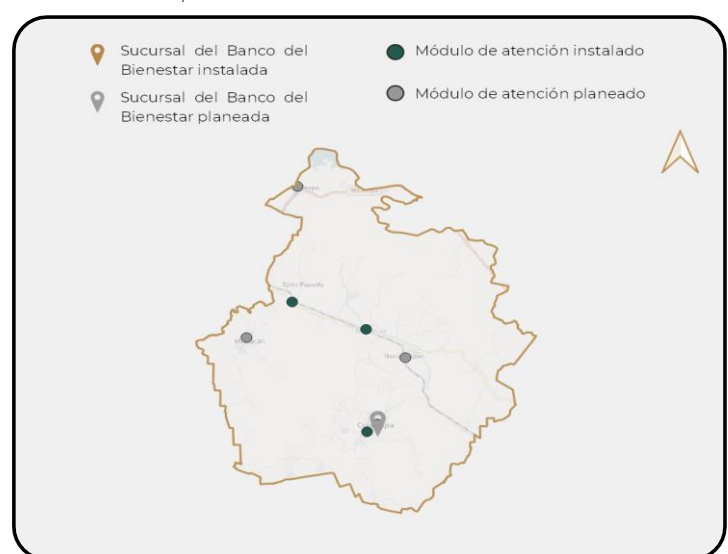 Sucursal del Banco del
Bienestar instalada
Módulo de atención instalado
Sucursal del Banco del
Bienestar planeada
Módulo de atención planeado